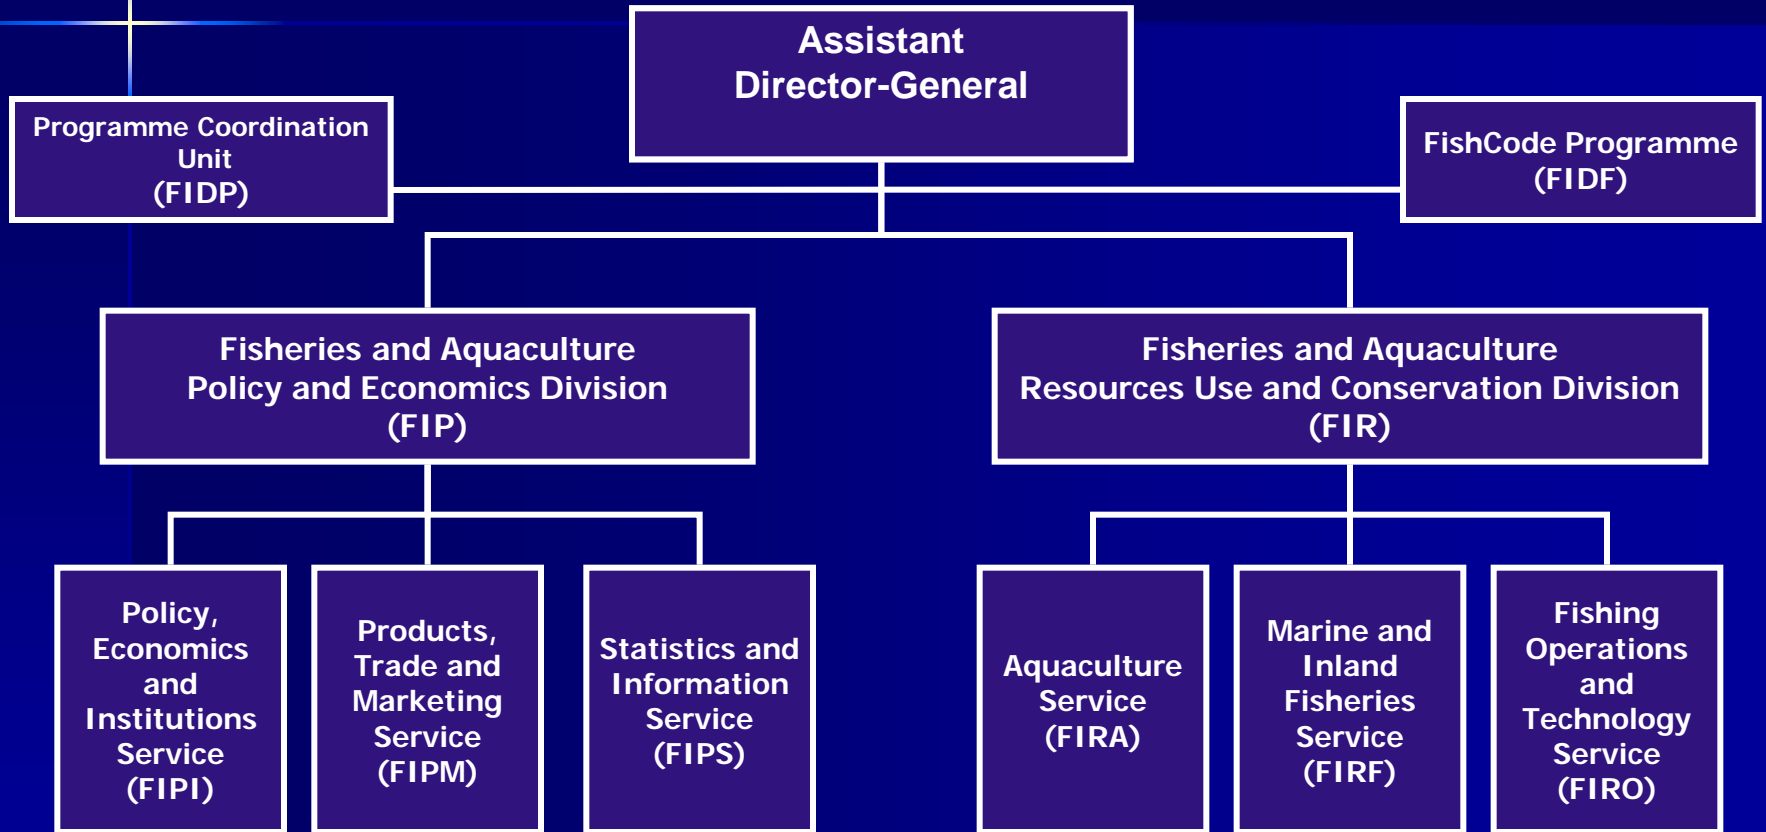 Assistant
Director-General
Programme Coordination
Unit
(FIDP)
FishCode Programme
(FIDF)
Fisheries and Aquaculture
Policy and Economics Division
(FIP)
Fisheries and Aquaculture
Resources Use and Conservation Division
(FIR)
Policy,
Economics
and
Institutions
Service
(FIPI)
Products,
Trade and
Marketing
Service
(FIPM)
Statistics and
Information
Service
(FIPS)
Aquaculture
Service
(FIRA)
Marine and
Inland
Fisheries
Service
(FIRF)
Fishing
Operations
and
Technology
Service
(FIRO)